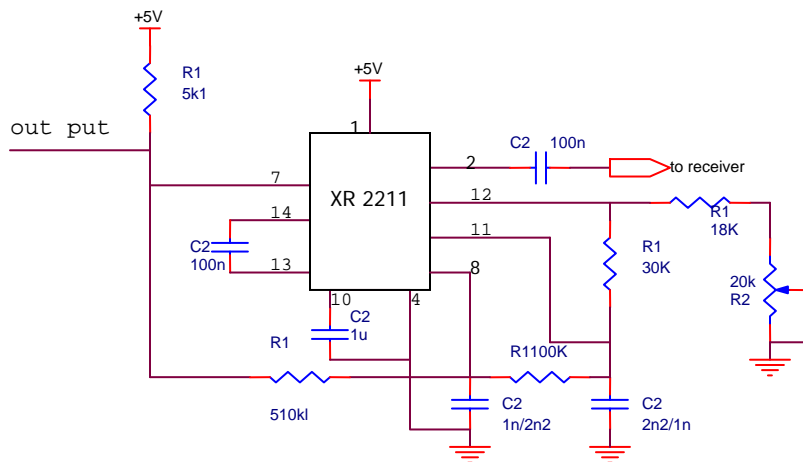 +5V
R1
5k1
+5V
out put
1
C2
100n
2
to receiver
7
XR 2211
12
14
R1
18K
11
C2
100n
R1
30K
13
8
20k
R2
10
4
C2
1u
R1
R1100K
510kl
C2
1n/2n2
C2
2n2/1n